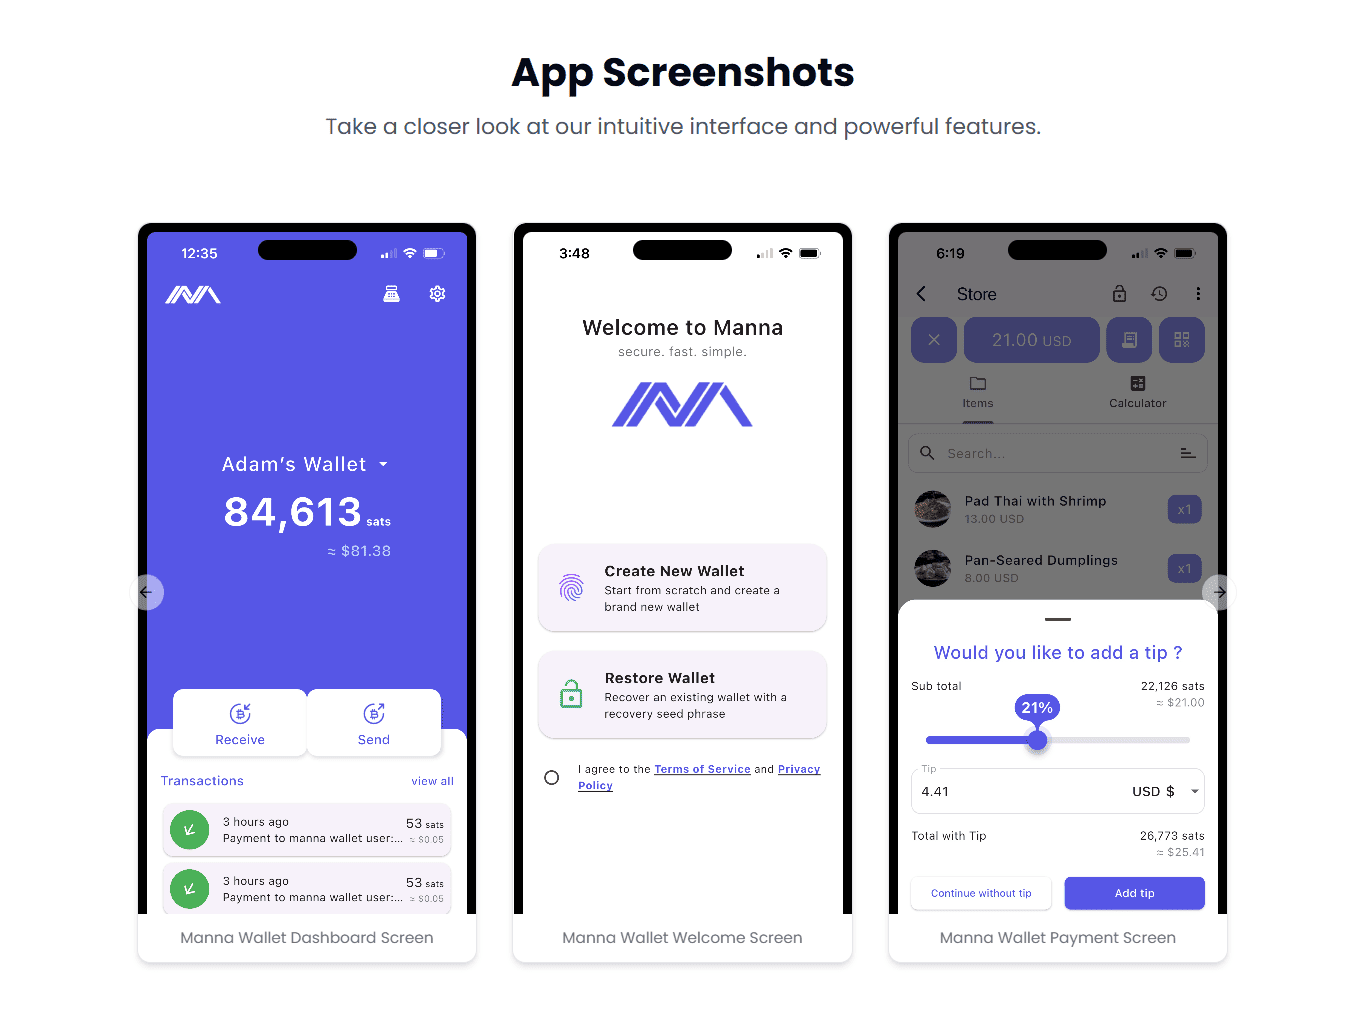 App Screenshots
Take a closer look at our intuitive interface and powerful features.
12:35
Adam's Wallet
84,613 sats
≈ $81.38
Receive
Send
Transactions
view all
3 hours ago
53 sats
Payment to manna wallet user:...
≈ $0.05
3 hours ago
53 sats
Payment to manna wallet user:...
≈ $0.05
Manna Wallet Dashboard Screen
3:48
Welcome to Manna
secure. fast. simple.
Create New Wallet
Start from scratch and create a
brand new wallet
Restore Wallet
Recover an existing wallet with a
recovery seed phrase
I agree to the Terms of Service and Privacy
Policy
Manna Wallet Welcome Screen
6:19
Store
21.00 USD
Items
Calculator
Search...
Pad Thai with Shrimp
13.00 USD
x1
Pan-Seared Dumplings
8.00 USD
x1
Would you like to add a tip ?
Sub total
22,126 sats
≈ $21.00
21%
Tip
4.41
USD $
Total with Tip
26,773 sats
≈ $25.41
Continue without tip
Add tip
Manna Wallet Payment Screen